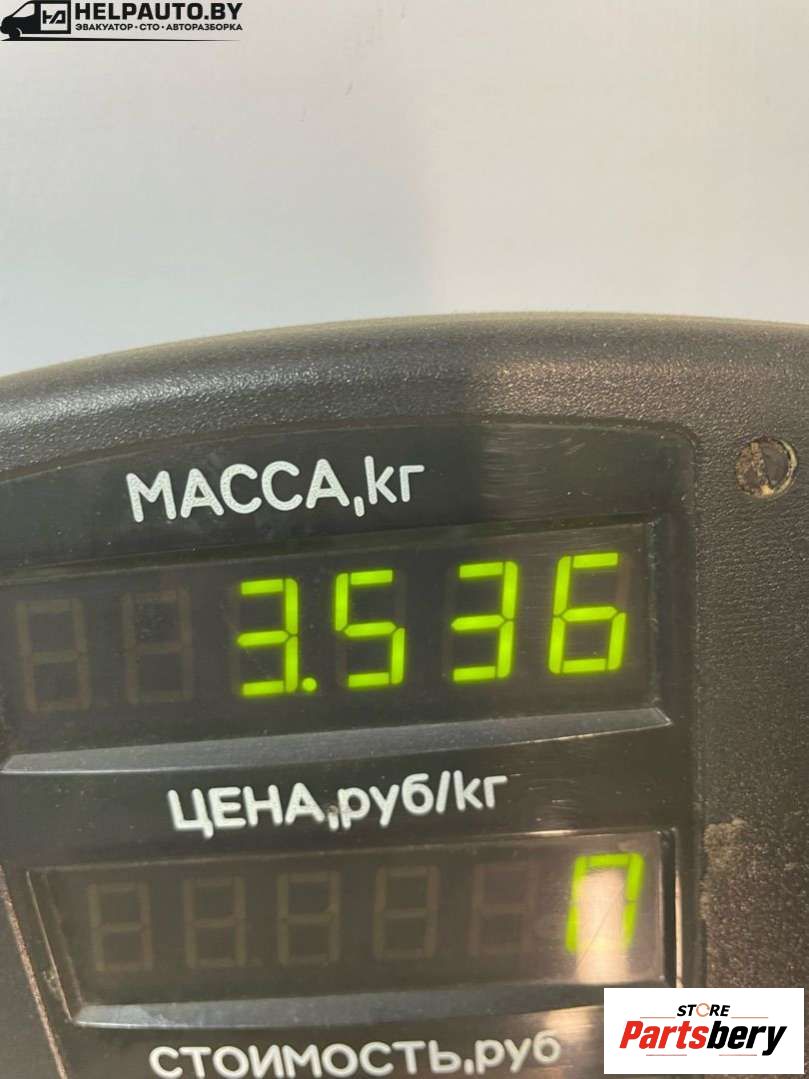 HELPAUTO.BY
ЭВАКУАТОР•СТО•АВТОРАЗБОРКА
МАССА,кг
3.536
ЦЕНА,руб/кг
0
СТОИМОСТЬ,руб
STORE
Partsbery